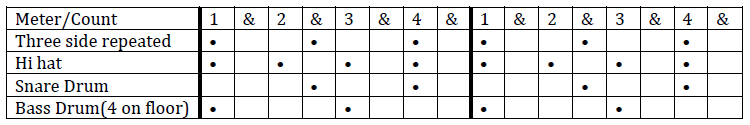 Meter/Count 1 & 2 & 3 & 4 & 1 & 2 & 3 & 4 &
Three side repeated • • • • • •
Hi hat • • • • • • • •
Snare Drum • • • •
Bass Drum(4 on floor) • • • •